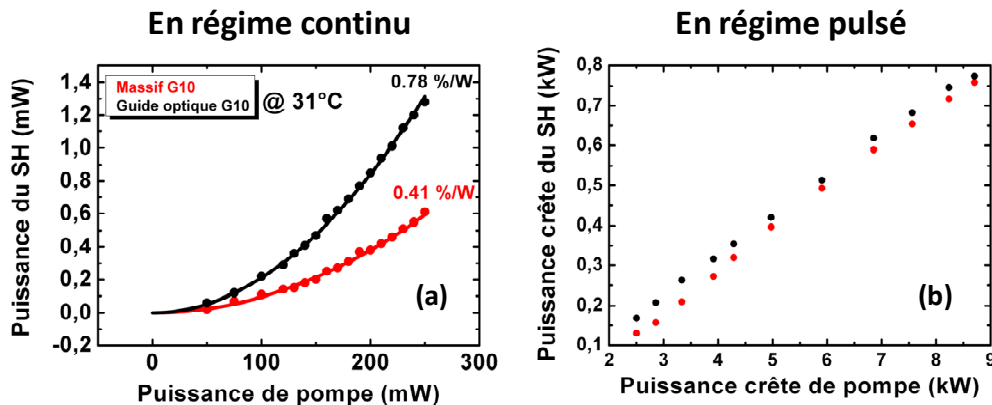 En régime continu
Puissance du SH (mW)
1,4
1,2
1,0
0,8
0,6
0,4
0,2
0,0
-0,2
Massif G10
Guide optique G10
@ 31°C
0.78 %/W
0.41 %/W
(a)
0
100
200
300
Puissance de pompe (mW)
En régime pulsé
Puissance crête du SH (kW)
0,8
0,7
0,6
0,5
0,4
0,3
0,2
0,1
(b)
2
3
4
5
6
7
8
9
Puissance crête de pompe (kW)